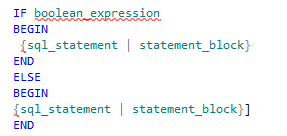 IF boolean_expression
BEGIN
{sql_statement | statement_block}
END
ELSE
BEGIN
{sql_statement | statement_block}]
END